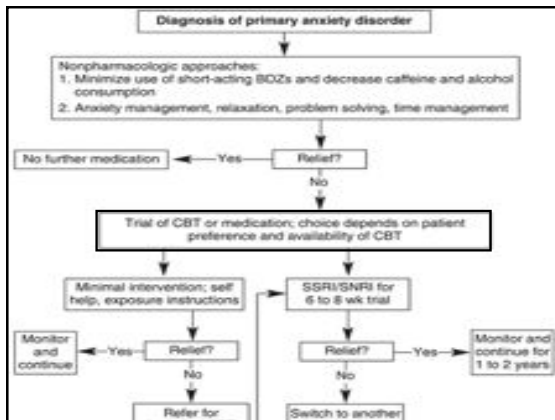 Diagnosis of primary anxiety disorder
Nonpharmacologic approaches:
1. Minimize use of short-acting BDZs and decrease caffeine and alcohol
consumption
2. Anxiety management, relaxation, problem solving, time management
No further medication
Yes
Relief?
No
Trial of CBT or medication; choice depends on patient
preference and availability of CBT
Minimal intervention; self
help, exposure instructions
SSRI/SNRI for
6 to 8 wk trial
Monitor
and
continue
Yes
Relief?
No
Relief?
Yes
Monitor and
continue for
1 to 2 years
No
Refer for
Switch to another